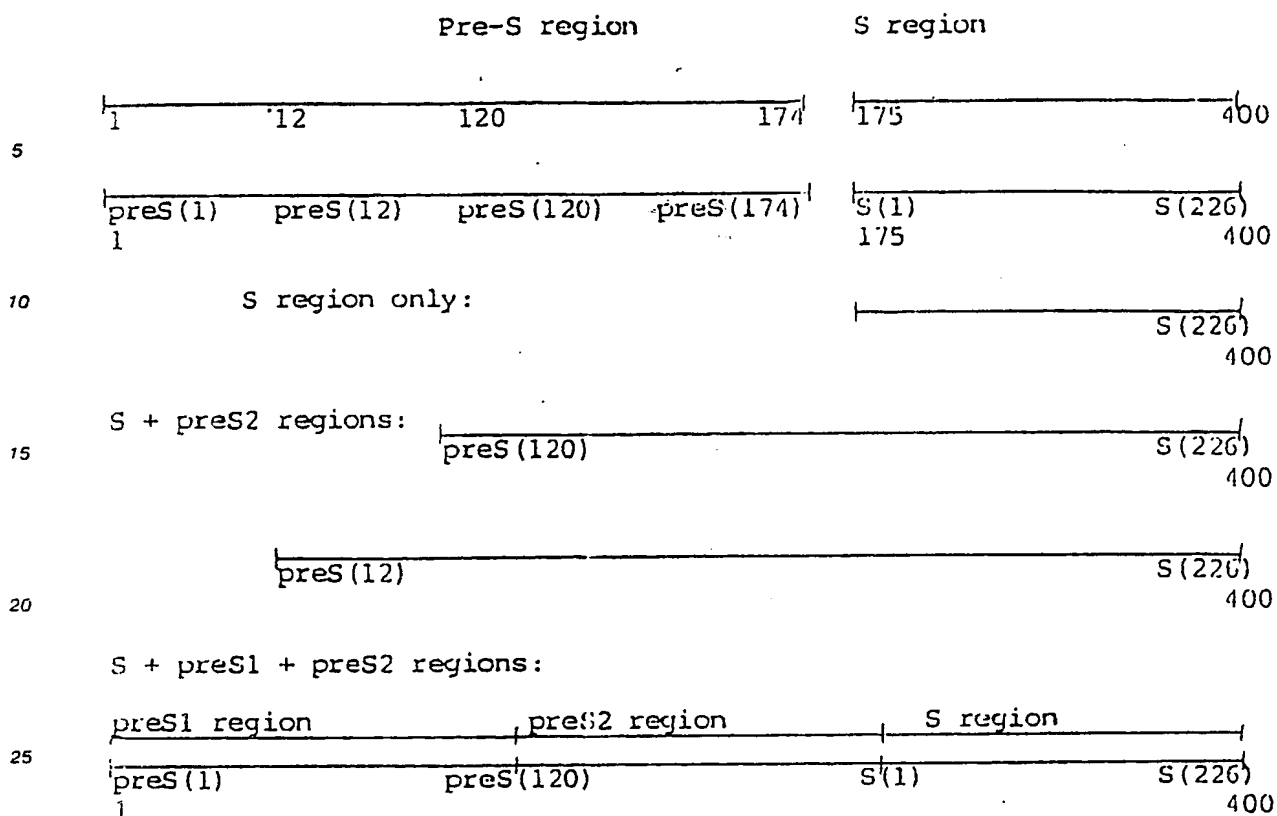 Pre-S region S region
1 12 120 174 175 400
5
preS(1) preS(12) preS(120) preS(174) S(1) S(226)
1 175 400
10 S region only:
S(226)
400
S + preS2 regions:
15 preS(120) S(226)
400
preS(12) S(226)
20 400
S + preS1 + preS2 regions:
preS1 region preS2 region S region
25
preS(1) preS(120) S(1) S(226)
1 400